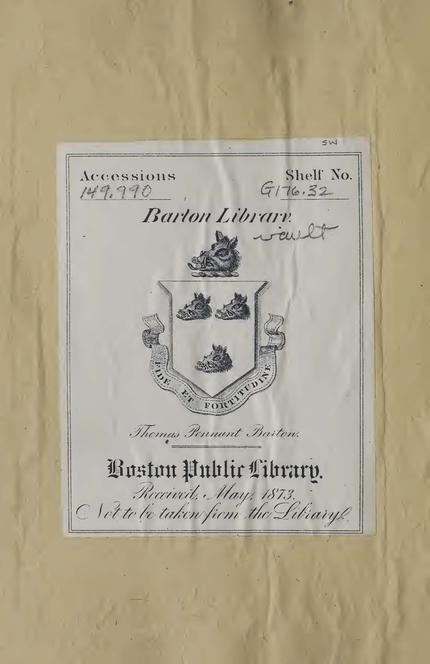 SW
Accessions Shelf No.
149,990 G176.32
Barton Library.
vault
FIDE ET FORTITUDINE
Thomas Pennant Barton.
Boston Public Library.
Received, May, 1873.
Not to be taken from the Library!